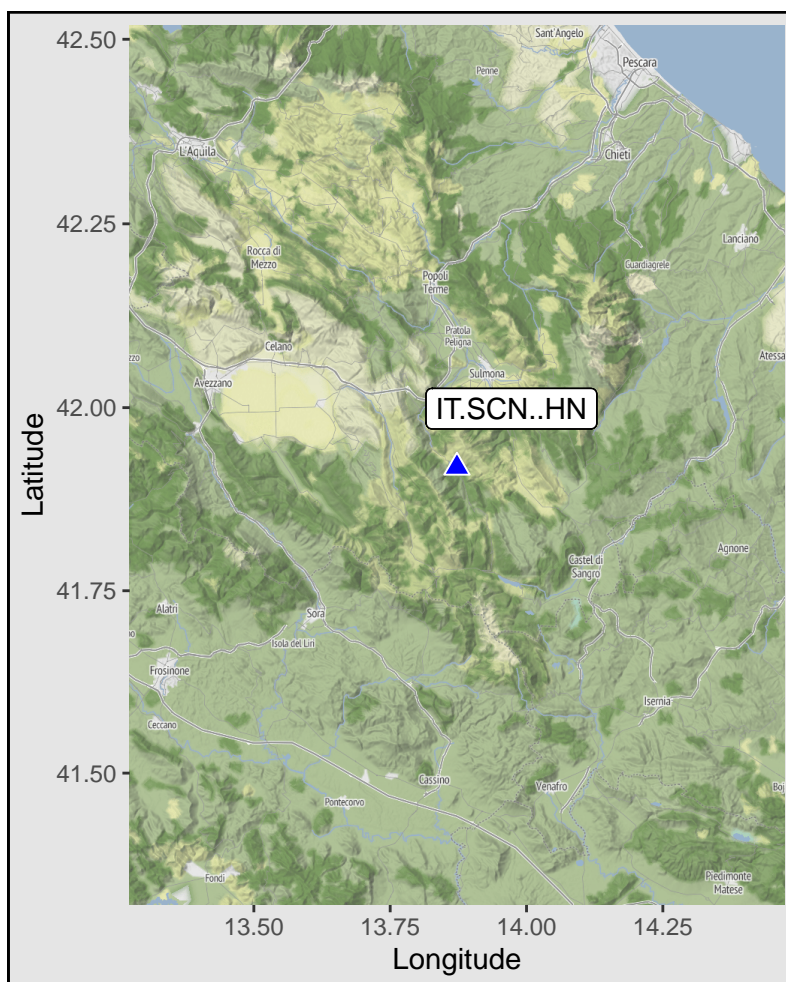 42.50
42.25
42.00
41.75
41.50
Latitude
Sant'Angelo
Penne
Pescara
L'Aquila
Chieti
Lanciano
Rocca di
Mezzo
Guardiagrele
Popoli
Terme
Pratola
Peligna
Celano
zzo
Atessa
Avezzano
Sulmona
IT.SCN..HN
Agnone
Castel di
Sangro
Alatri
Sora
Isola del Liri
Frosinone
Isernia
Ceccano
Cassino
Venafro
Boj
Pontecorvo
Fondi
Piedimonte
Matese
13.50
13.75
14.00
14.25
Longitude